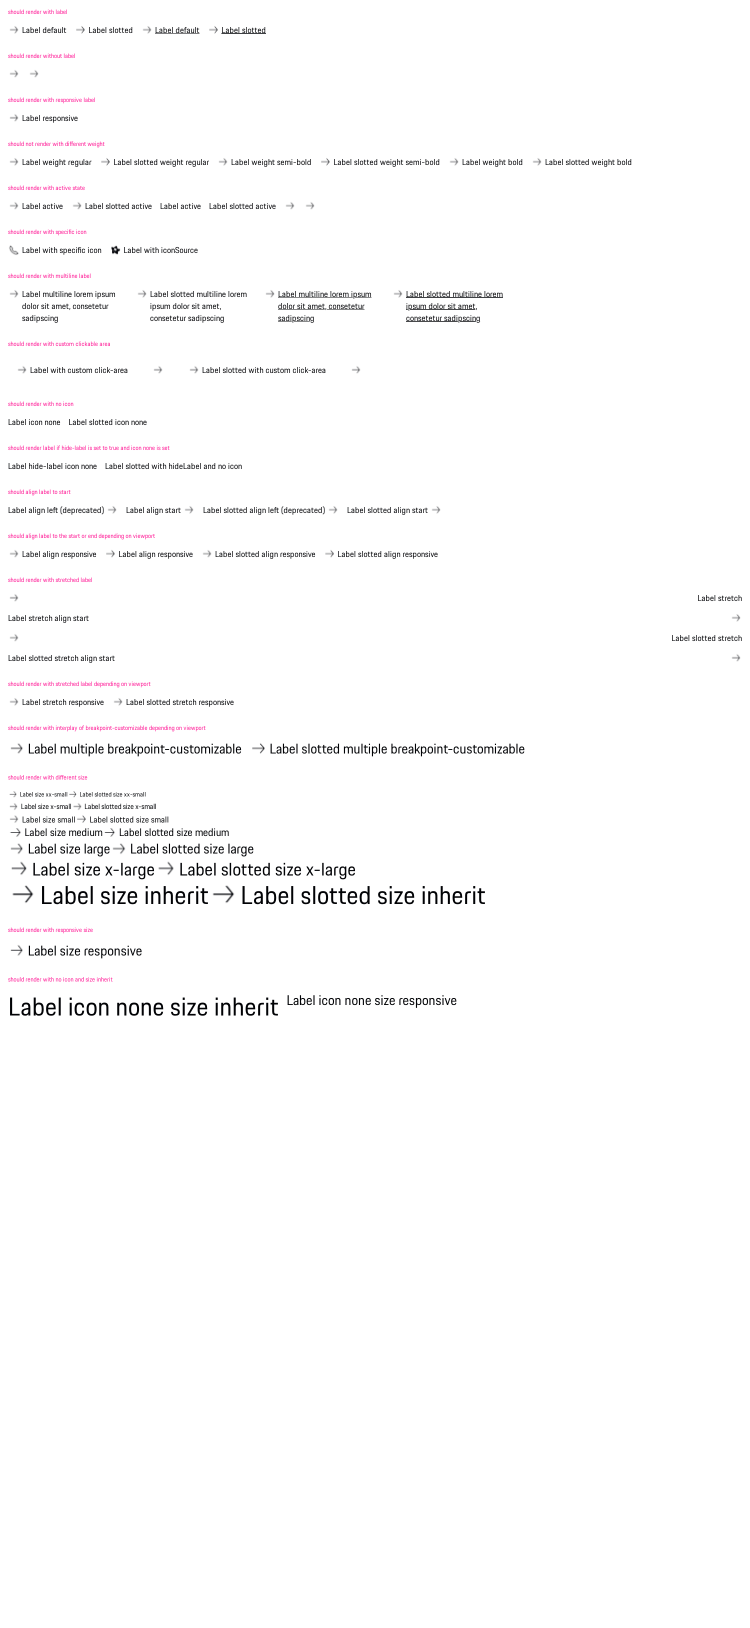 should render with label
Label default Label slotted Label default Label slotted
should render without label
should render with responsive label
Label responsive
should not render with different weight
Label weight regular Label slotted weight regular Label weight semi-bold Label slotted weight semi-bold Label weight bold Label slotted weight bold
should render with active state
Label active Label slotted active Label active Label slotted active
should render with specific icon
Label with specific icon Label with iconSource
should render with multiline label
Label multiline lorem ipsum Label slotted multiline lorem Label multiline lorem ipsum Label slotted multiline lorem
dolor sit amet, consetetur ipsum dolor sit amet, dolor sit amet, consetetur ipsum dolor sit amet,
sadipscing consetetur sadipscing sadipscing consetetur sadipscing
should render with custom clickable area
Label with custom click-area Label slotted with custom click-area
should render with no icon
Label icon none Label slotted icon none
should render label if hide-label is set to true and icon none is set
Label hide-label icon none Label slotted with hideLabel and no icon
should align label to start
Label align left (deprecated) Label align start Label slotted align left (deprecated) Label slotted align start
should align label to the start or end depending on viewport
Label align responsive Label align responsive Label slotted align responsive Label slotted align responsive
should render with stretched label
Label stretch
Label stretch align start
Label slotted stretch
Label slotted stretch align start
should render with stretched label depending on viewport
Label stretch responsive Label slotted stretch responsive
should render with interplay of breakpoint-customizable depending on viewport
Label multiple breakpoint-customizable Label slotted multiple breakpoint-customizable
should render with different size
Label size xx-small Label slotted size xx-small
Label size x-small Label slotted size x-small
Label size small Label slotted size small
Label size medium Label slotted size medium
Label size large Label slotted size large
Label size x-large Label slotted size x-large
Label size inherit Label slotted size inherit
should render with responsive size
Label size responsive
should render with no icon and size inherit
Label icon none size inherit Label icon none size responsive